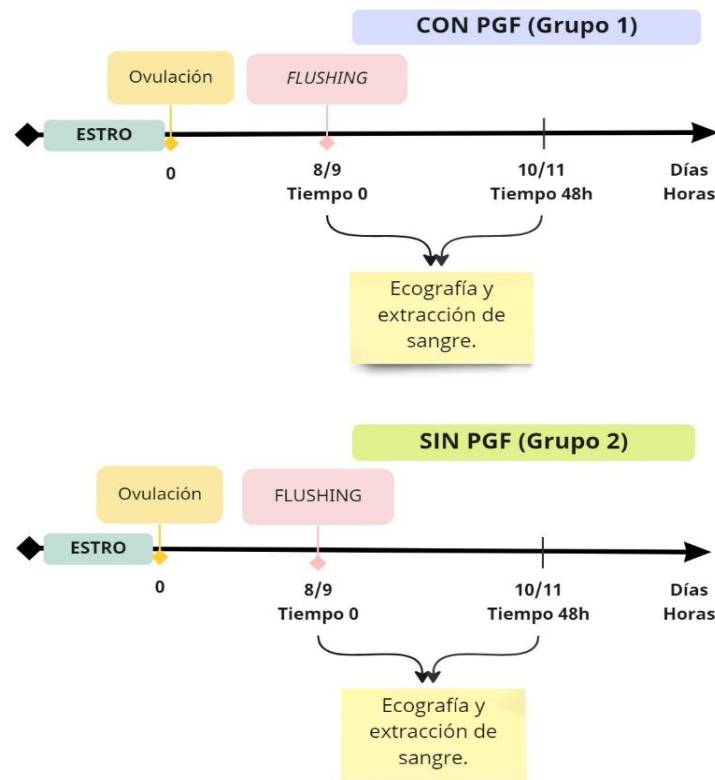 CON PGF (Grupo 1)
Ovulación
FLUSHING
ESTRO
0
8/9
Tiempo 0
10/11
Tiempo 48h
Días
Horas
Ecografía y
extracción de
sangre.
SIN PGF (Grupo 2)
Ovulación
FLUSHING
ESTRO
0
8/9
Tiempo 0
10/11
Tiempo 48h
Días
Horas
Ecografía y
extracción de
sangre.